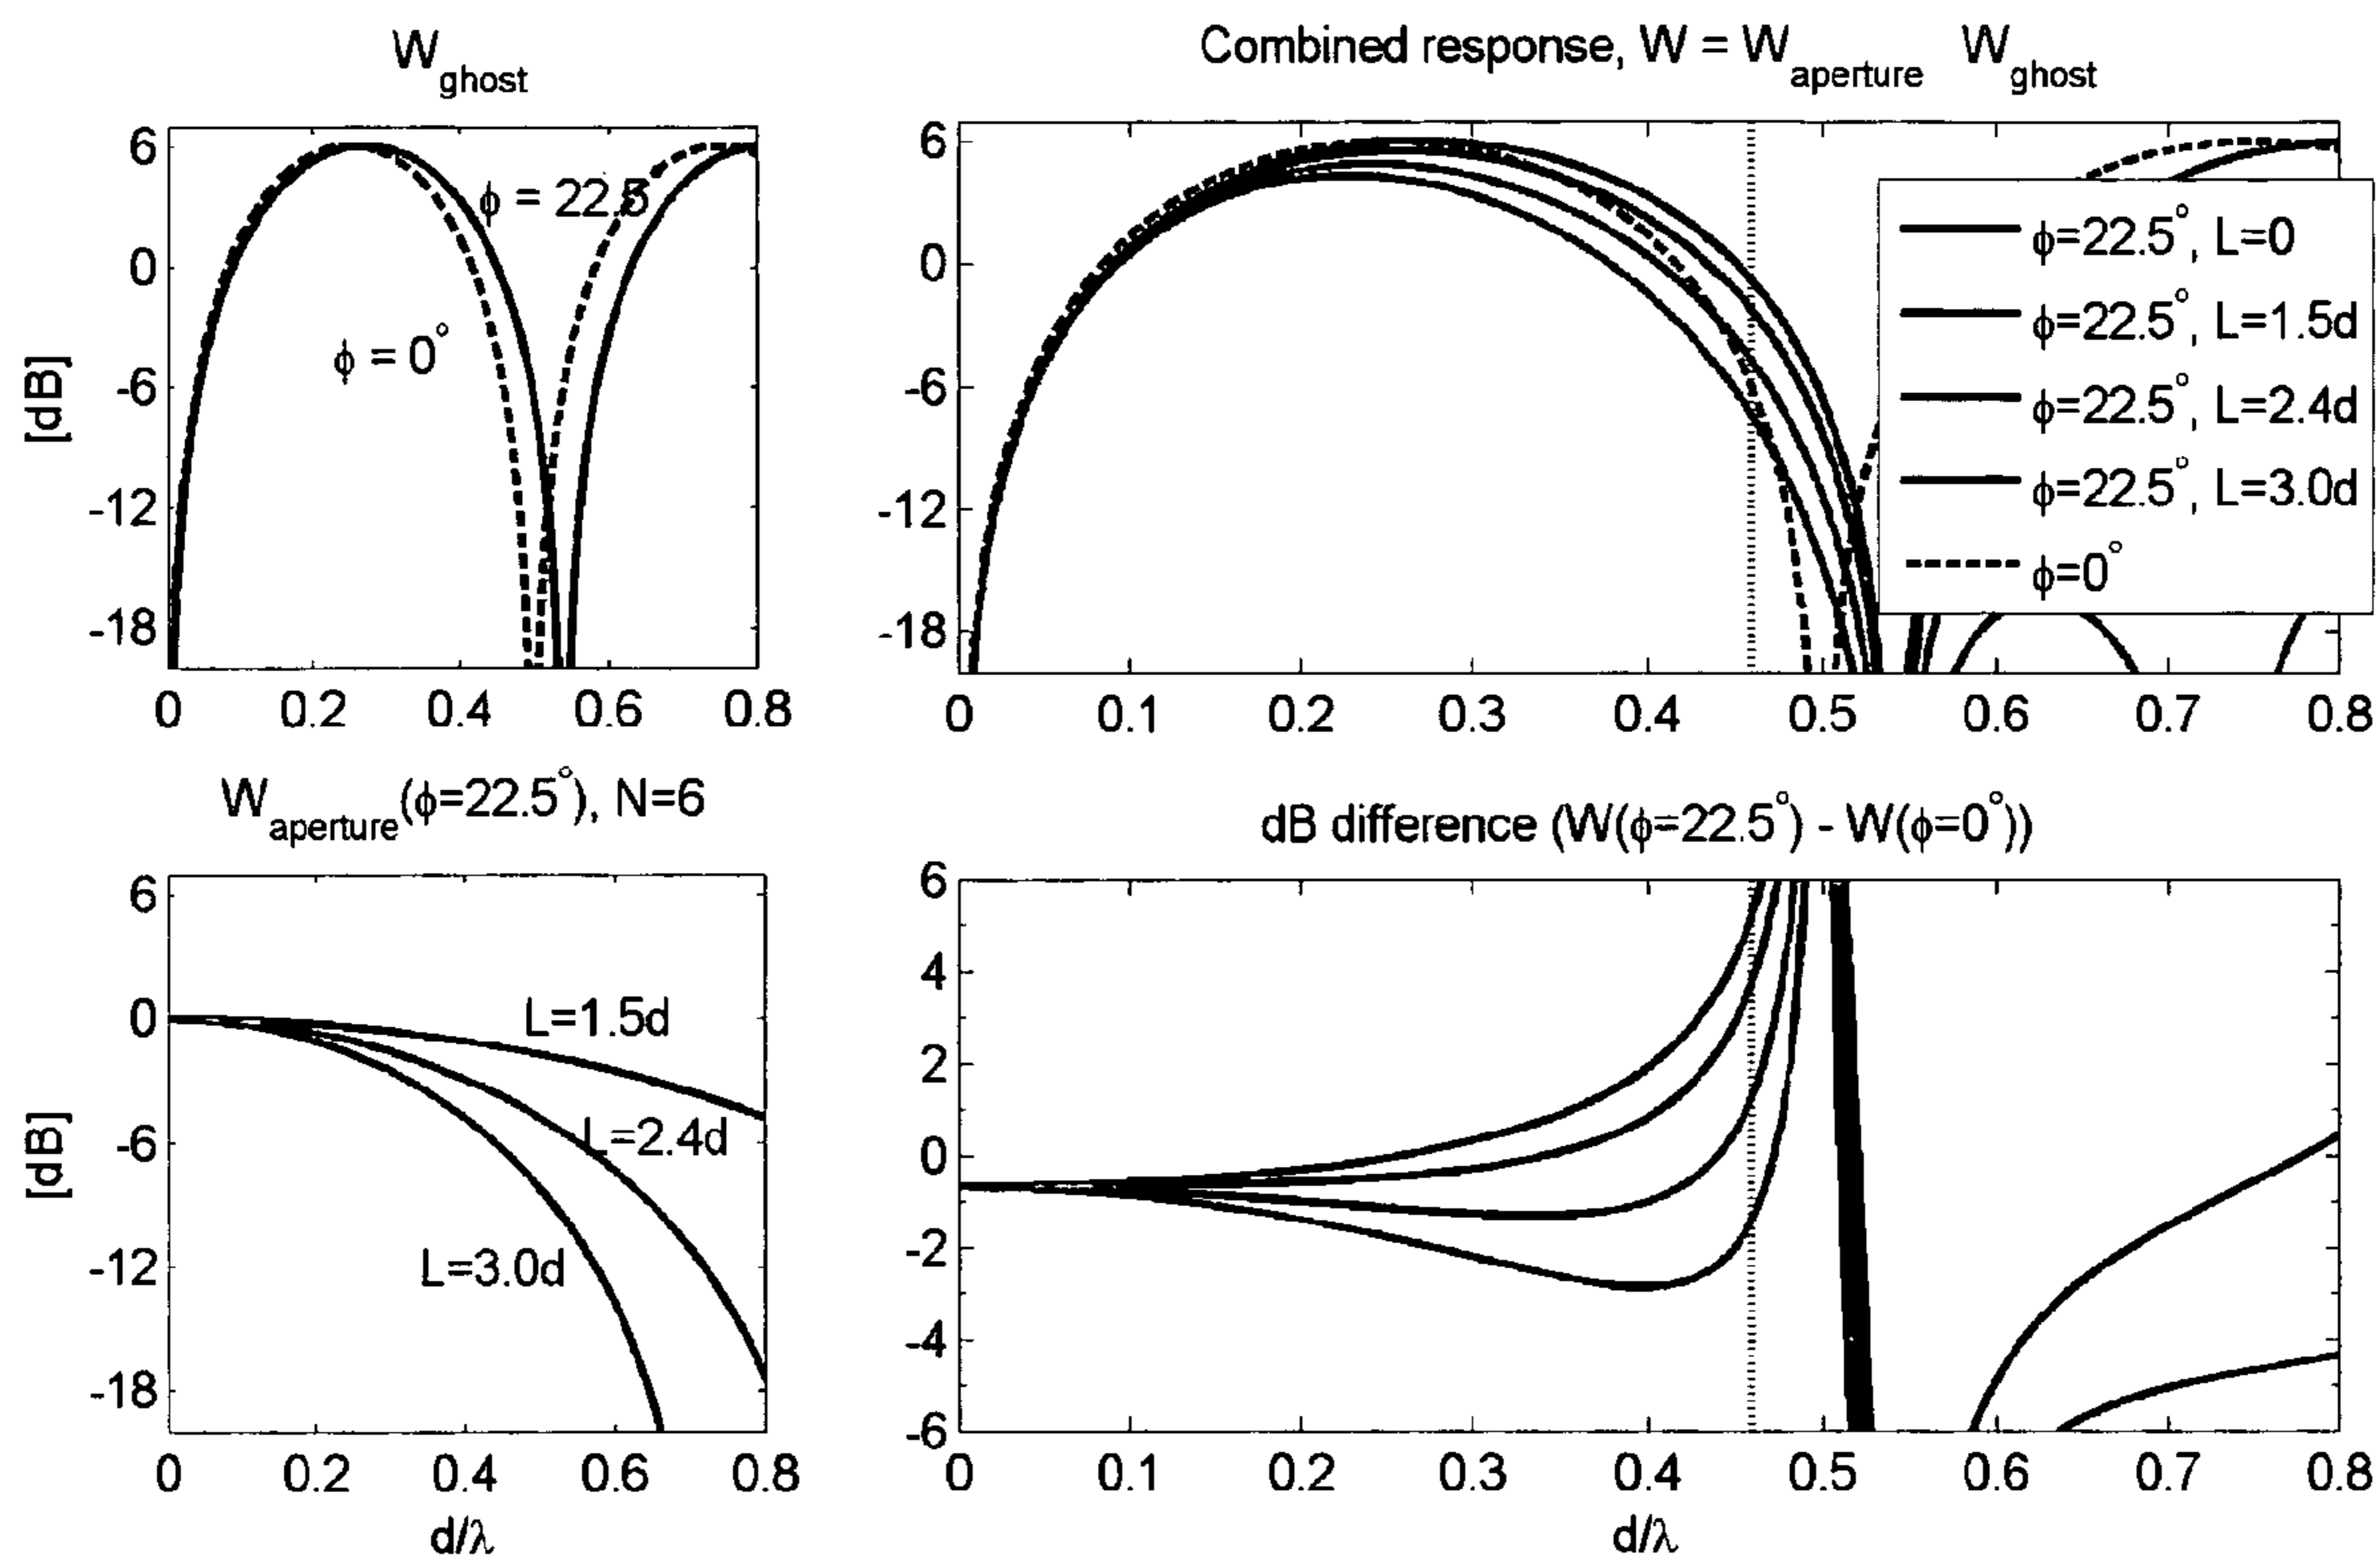 W ghost
6
0
-6
-12
-18
[dB]
ϕ = 22.5
ϕ = 0°
0 0.2 0.4 0.6 0.8
Combined response, W = W aperture W ghost
6
0
-6
-12
-18
ϕ=22.5°, L=0
ϕ=22.5°, L=1.5d
ϕ=22.5°, L=2.4d
ϕ=22.5°, L=3.0d
ϕ=0°
0 0.1 0.2 0.3 0.4 0.5 0.6 0.7 0.8
W aperture (ϕ=22.5°), N=6
6
0
-6
-12
-18
[dB]
L=1.5d
L=2.4d
L=3.0d
0 0.2 0.4 0.6 0.8
d/λ
dB difference (W(ϕ=22.5°) - W(ϕ=0°))
6
4
2
0
-2
-4
-6
0 0.1 0.2 0.3 0.4 0.5 0.6 0.7 0.8
d/λ